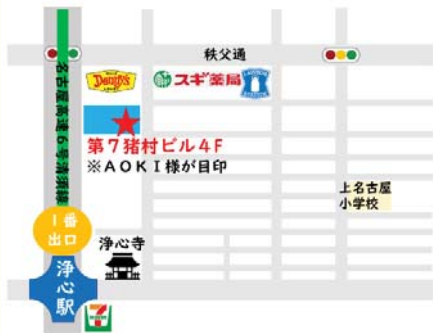 秩父通
Denny's
スギ薬局
LAWSON
名古屋高速6号清須線
第7猪村ビル4F
※AOKI様が目印
上名古屋
小学校
1番
出口
浄心寺
浄心駅
7